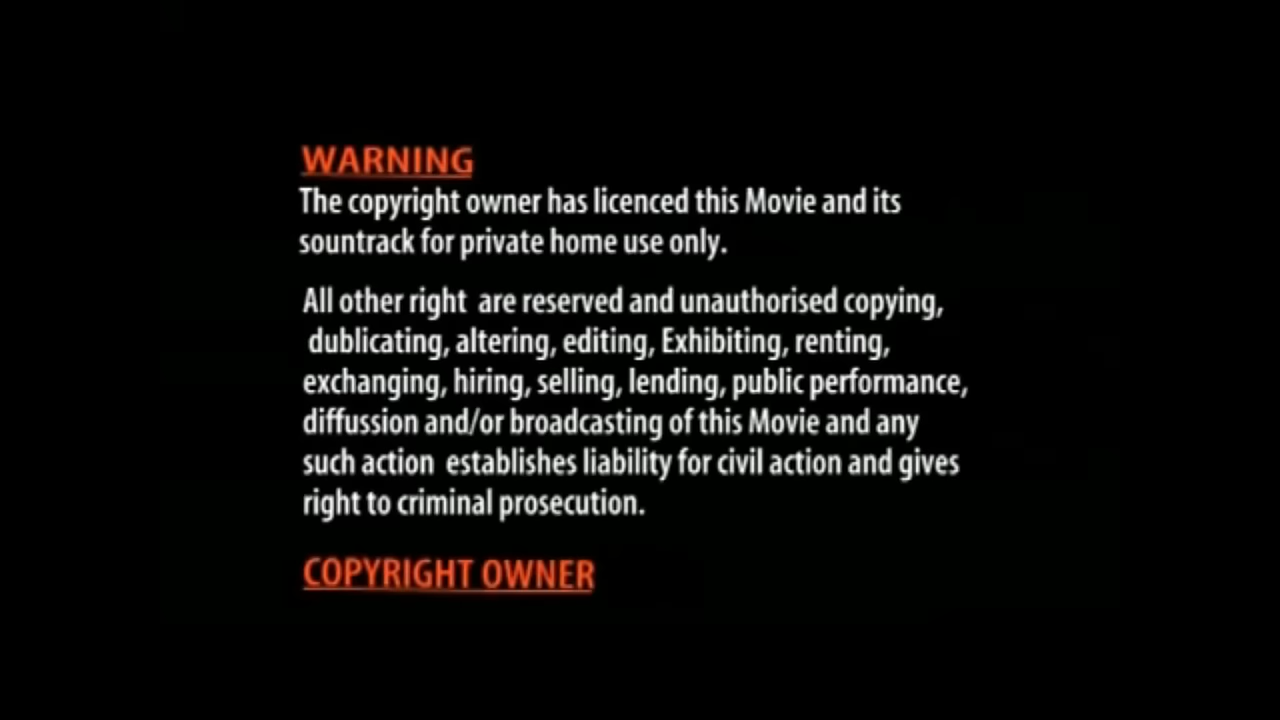 WARNING
The copyright owner has licenced this Movie and its
sountrack for private home use only.
All other right are reserved and unauthorised copying,
dublicating, altering, editing, Exhibiting, renting,
exchanging, hiring, selling, lending, public performance,
diffussion and/or broadcasting of this Movie and any
such action establishes liability for civil action and gives
right to criminal prosecution.
COPYRIGHT OWNER